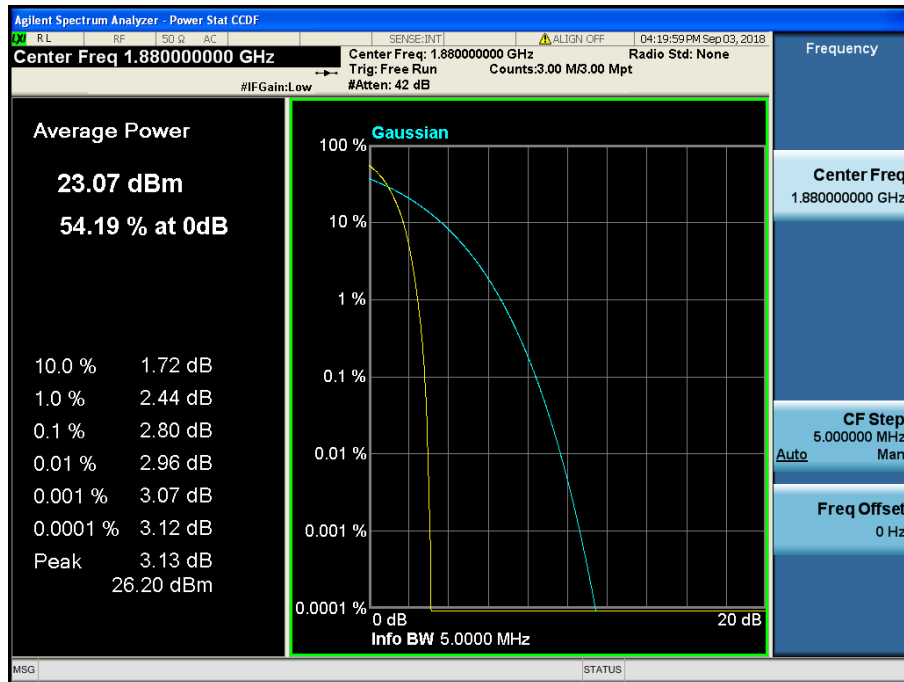 Agilent Spectrum Analyzer - Power Stat CCDF
LXI RL RF 50 Ω AC SENSE:INT ALIGN OFF 04:19:59 PM Sep 03, 2018
Center Freq 1.880000000 GHz
Center Freq: 1.880000000 GHz Radio Std: None
Trig: Free Run Counts:3.00 M/3.00 Mpt
#IFGain:Low #Atten: 42 dB
Average Power
23.07 dBm
54.19 % at 0dB
10.0 % 1.72 dB
1.0 % 2.44 dB
0.1 % 2.80 dB
0.01 % 2.96 dB
0.001 % 3.07 dB
0.0001 % 3.12 dB
Peak 3.13 dB
26.20 dBm
Gaussian
100 %
10 %
1 %
0.1 %
0.01 %
0.001 %
0.0001 %
0 dB 20 dB
Info BW 5.0000 MHz
Frequency
Center Freq
1.880000000 GHz
CF Step
5.000000 MHz
Auto Man
Freq Offset
0 Hz
MSG STATUS